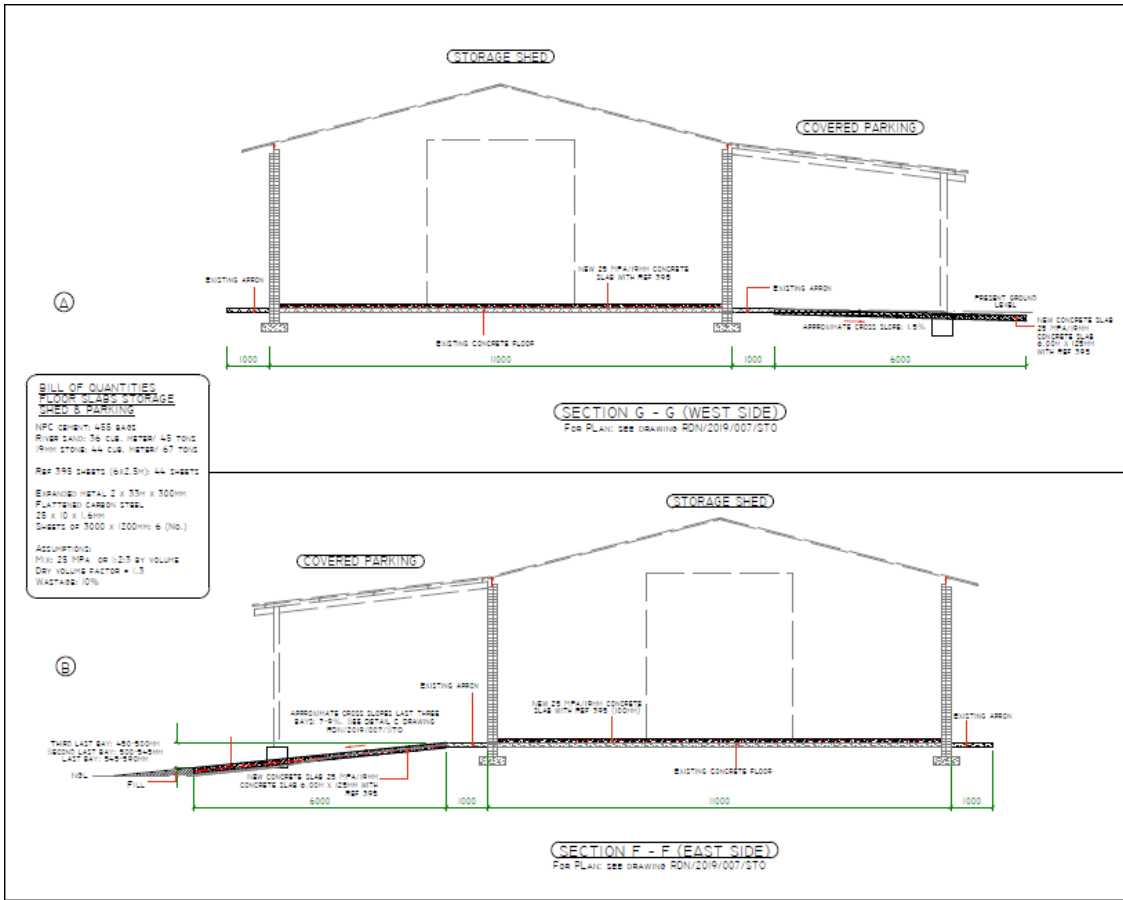 STORAGE SHED
COVERED PARKING
EXISTING APRON
NEW 25 MPA/19MM CONCRETE
SLAB WITH REF 395
EXISTING APRON
PRESENT GROUND
LEVEL
A
APPROXIMATE CROSS SLOPE: 1.5%
NEW CONCRETE SLAB
25 MPA/19MM
CONCRETE SLAB
6.00M X 125MM
WITH REF 395
EXISTING CONCRETE FLOOR
1000
11000
1000
6000
SECTION G - G (WEST SIDE)
FOR PLAN: SEE DRAWING RDN/2019/007/STO
BILL OF QUANTITIES
FLOOR SLABS STORAGE
SHED & PARKING
NPC CEMENT: 455 BAGS
RIVER SAND: 36 CUB. METER/ 45 TONS
19MM STONE: 44 CUB. METER/ 67 TONS
REF 395 SHEETS (6X2.5M): 44 SHEETS
EXPANDED METAL 2 X 33M X 300MM
FLATTENED CARBON STEEL
25 X 10 X 1.6MM
SHEETS OF 3000 X 1200MM: 6 (NO.)
ASSUMPTIONS:
MIX: 25 MPA OR 1:2:3 BY VOLUME
DRY VOLUME FACTOR = 1.3
WASTAGE: 10%
STORAGE SHED
COVERED PARKING
B
EXISTING APRON
APPROXIMATE CROSS SLOPES LAST THREE
BAYS: 7-9%. SEE DETAIL C DRAWING
RDN/2019/007/STO
NEW 25 MPA/19MM CONCRETE
SLAB WITH REF 395 (100MM)
EXISTING APRON
THIRD LAST BAY: 450-500MM
SECOND LAST BAY: 500-545MM
LAST BAY: 545-590MM
NGL
FILL
NEW CONCRETE SLAB 25 MPA/19MM
CONCRETE SLAB 6.00M X 125MM WITH
REF 395
EXISTING CONCRETE FLOOR
6000
1000
11000
1000
SECTION F - F (EAST SIDE)
FOR PLAN: SEE DRAWING RDN/2019/007/STO